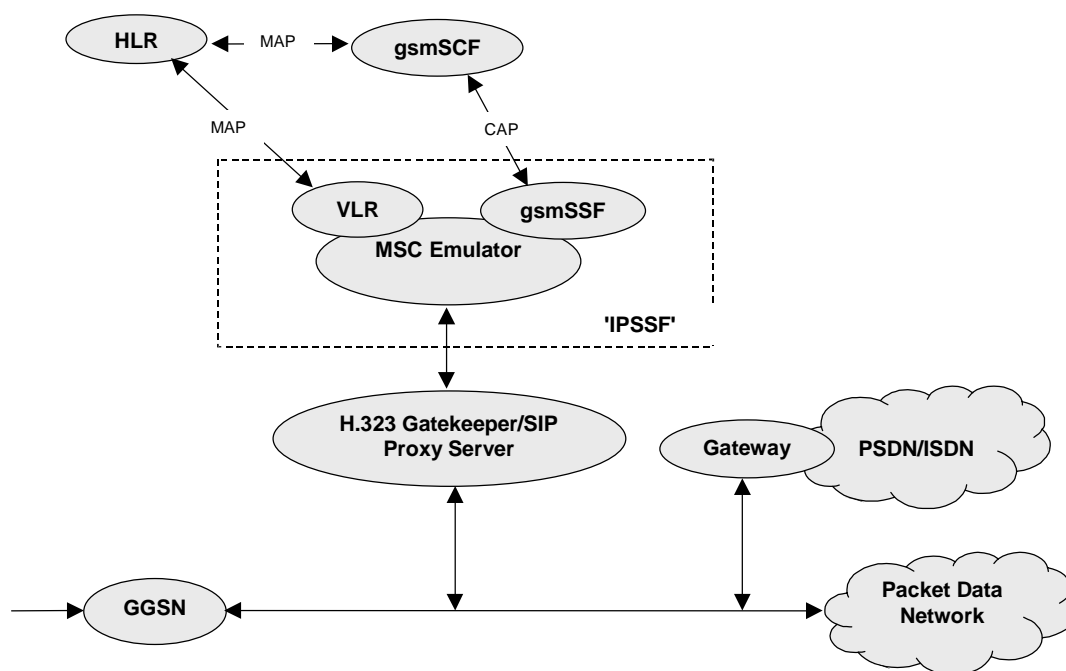 HLR
MAP
gsmSCF
MAP
CAP
VLR
gsmSSF
MSC Emulator
'IPSSF'
H.323 Gatekeeper/SIP
Proxy Server
Gateway
PSDN/ISDN
GGSN
Packet Data
Network